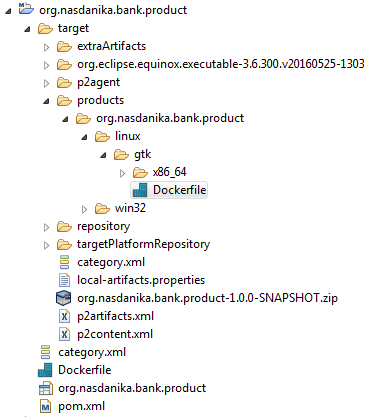 org.nasdanika.bank.product
target
extraArtifacts
org.eclipse.equinox.executable-3.6.300.v20160525-1303
p2agent
products
org.nasdanika.bank.product
linux
gtk
x86_64
Dockerfile
win32
repository
targetPlatformRepository
category.xml
local-artifacts.properties
org.nasdanika.bank.product-1.0.0-SNAPSHOT.zip
p2artifacts.xml
p2content.xml
category.xml
Dockerfile
org.nasdanika.bank.product
pom.xml